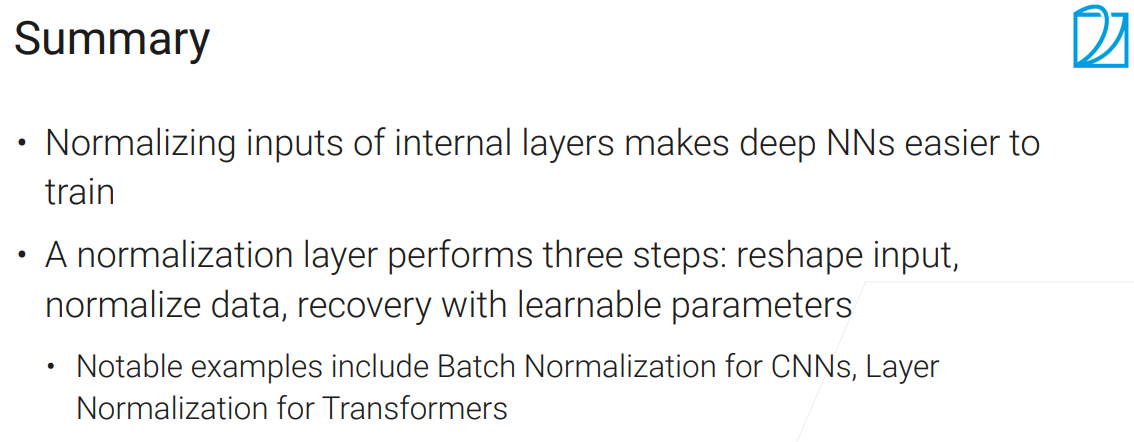 Summary
• Normalizing inputs of internal layers makes deep NNs easier to
train
• A normalization layer performs three steps: reshape input,
normalize data, recovery with learnable parameters
• Notable examples include Batch Normalization for CNNs, Layer
Normalization for Transformers